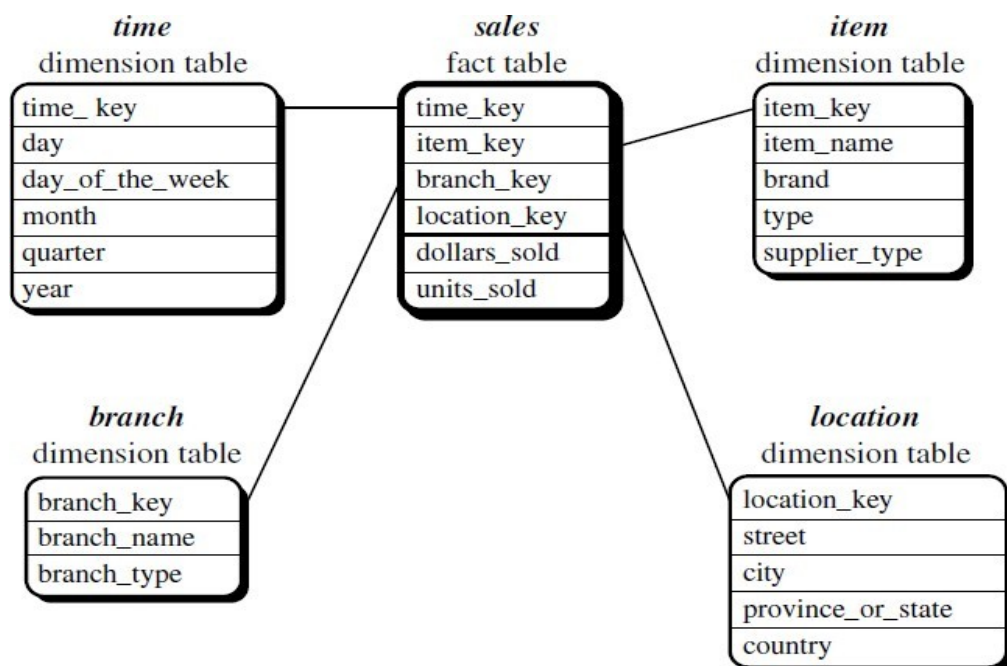 time
dimension table
time_ key
day
day_of_the_week
month
quarter
year
sales
fact table
time_key
item_key
branch_key
location_key
dollars_sold
units_sold
item
dimension table
item_key
item_name
brand
type
supplier_type
branch
dimension table
branch_key
branch_name
branch_type
location
dimension table
location_key
street
city
province_or_state
country